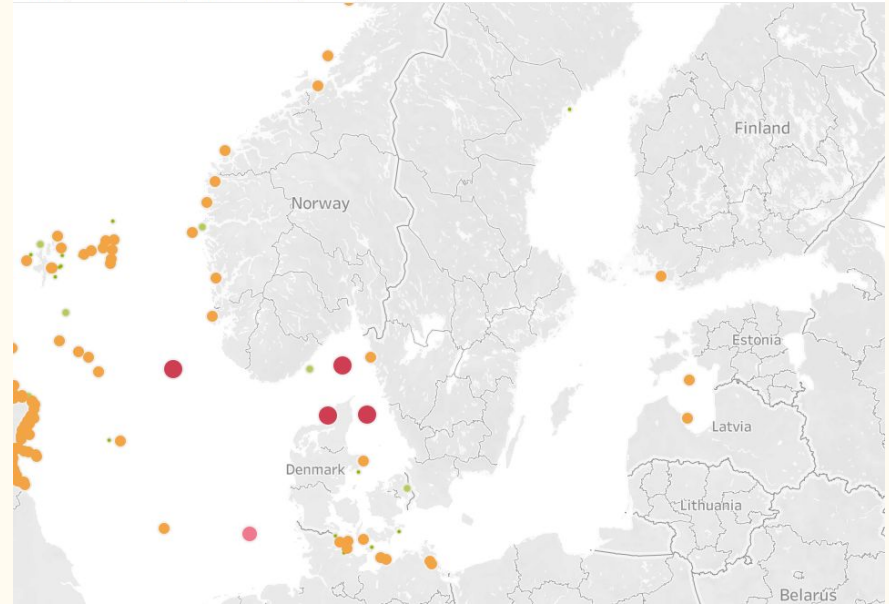 Finland
Norway
Estonia
Latvia
Denmark
Lithuania
Belarus